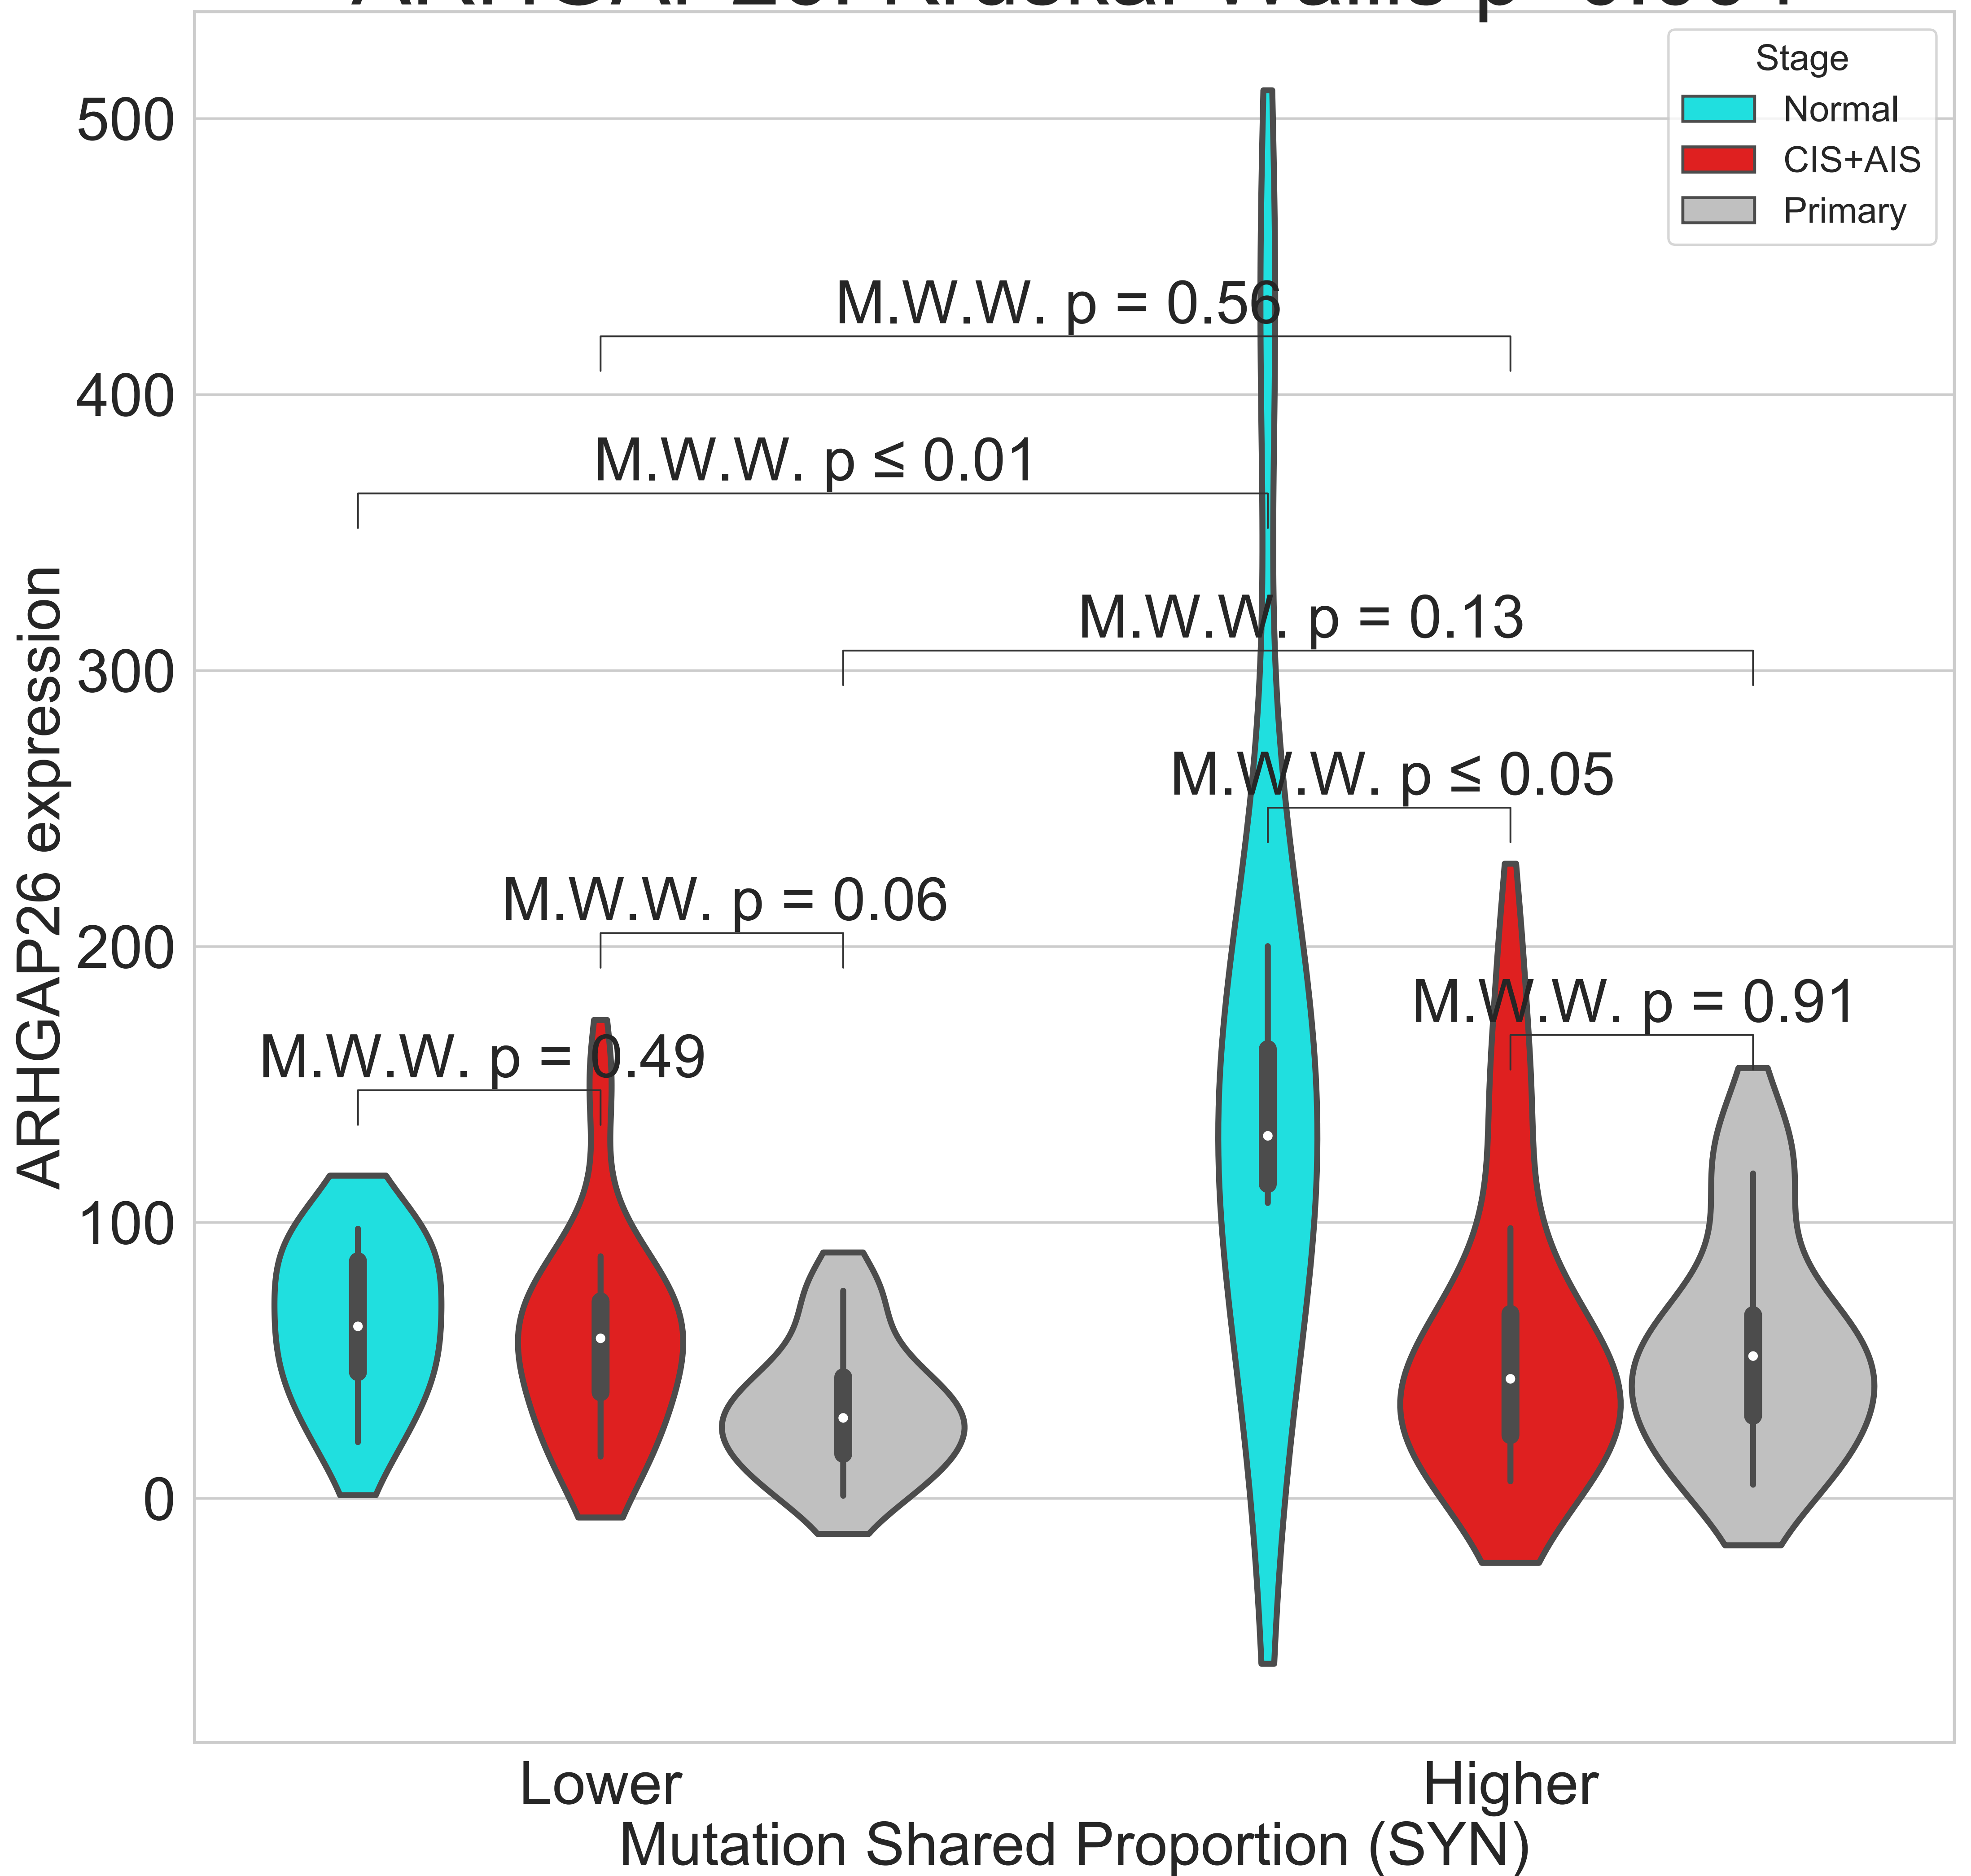 Stage
Normal
CIS+AIS
Primary
500
400
300
200
100
0
ARHGAP26 expression
M.W.W. p = 0.56
M.W.W. p ≤ 0.01
M.W.W. p = 0.13
M.W.W. p ≤ 0.05
M.W.W. p = 0.06
M.W.W. p = 0.91
M.W.W. p = 0.49
Lower
Higher
Mutation Shared Proportion (SYN)